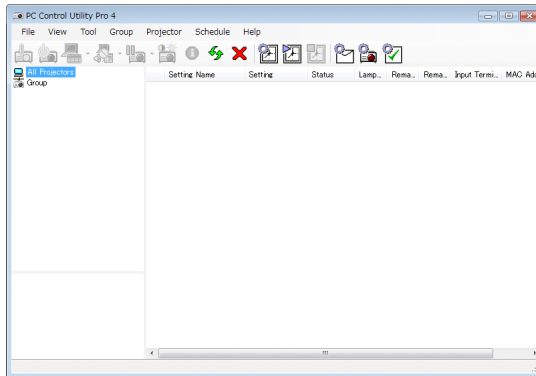 PC Control Utility Pro 4
File View Tool Group Projector Schedule Help
All Projectors
Group
Setting Name Setting Status Lamp... Rema... Rema... Input Termi... MAC Add